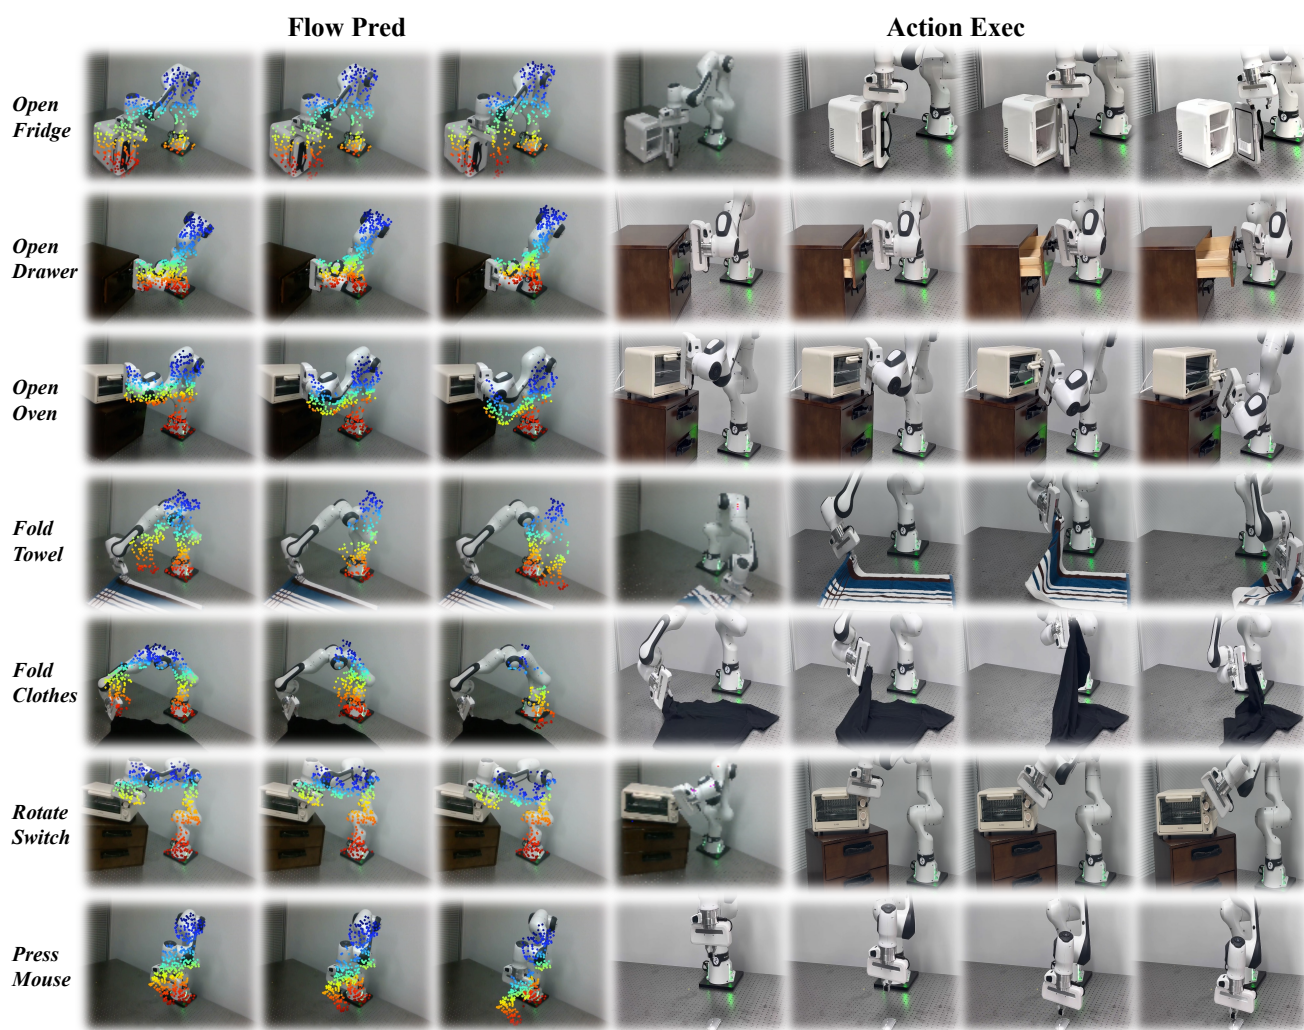 Flow Pred
Action Exec
Open
Fridge
Open
Drawer
Open
Oven
Fold
Towel
Fold
Clothes
Rotate
Switch
Press
Mouse